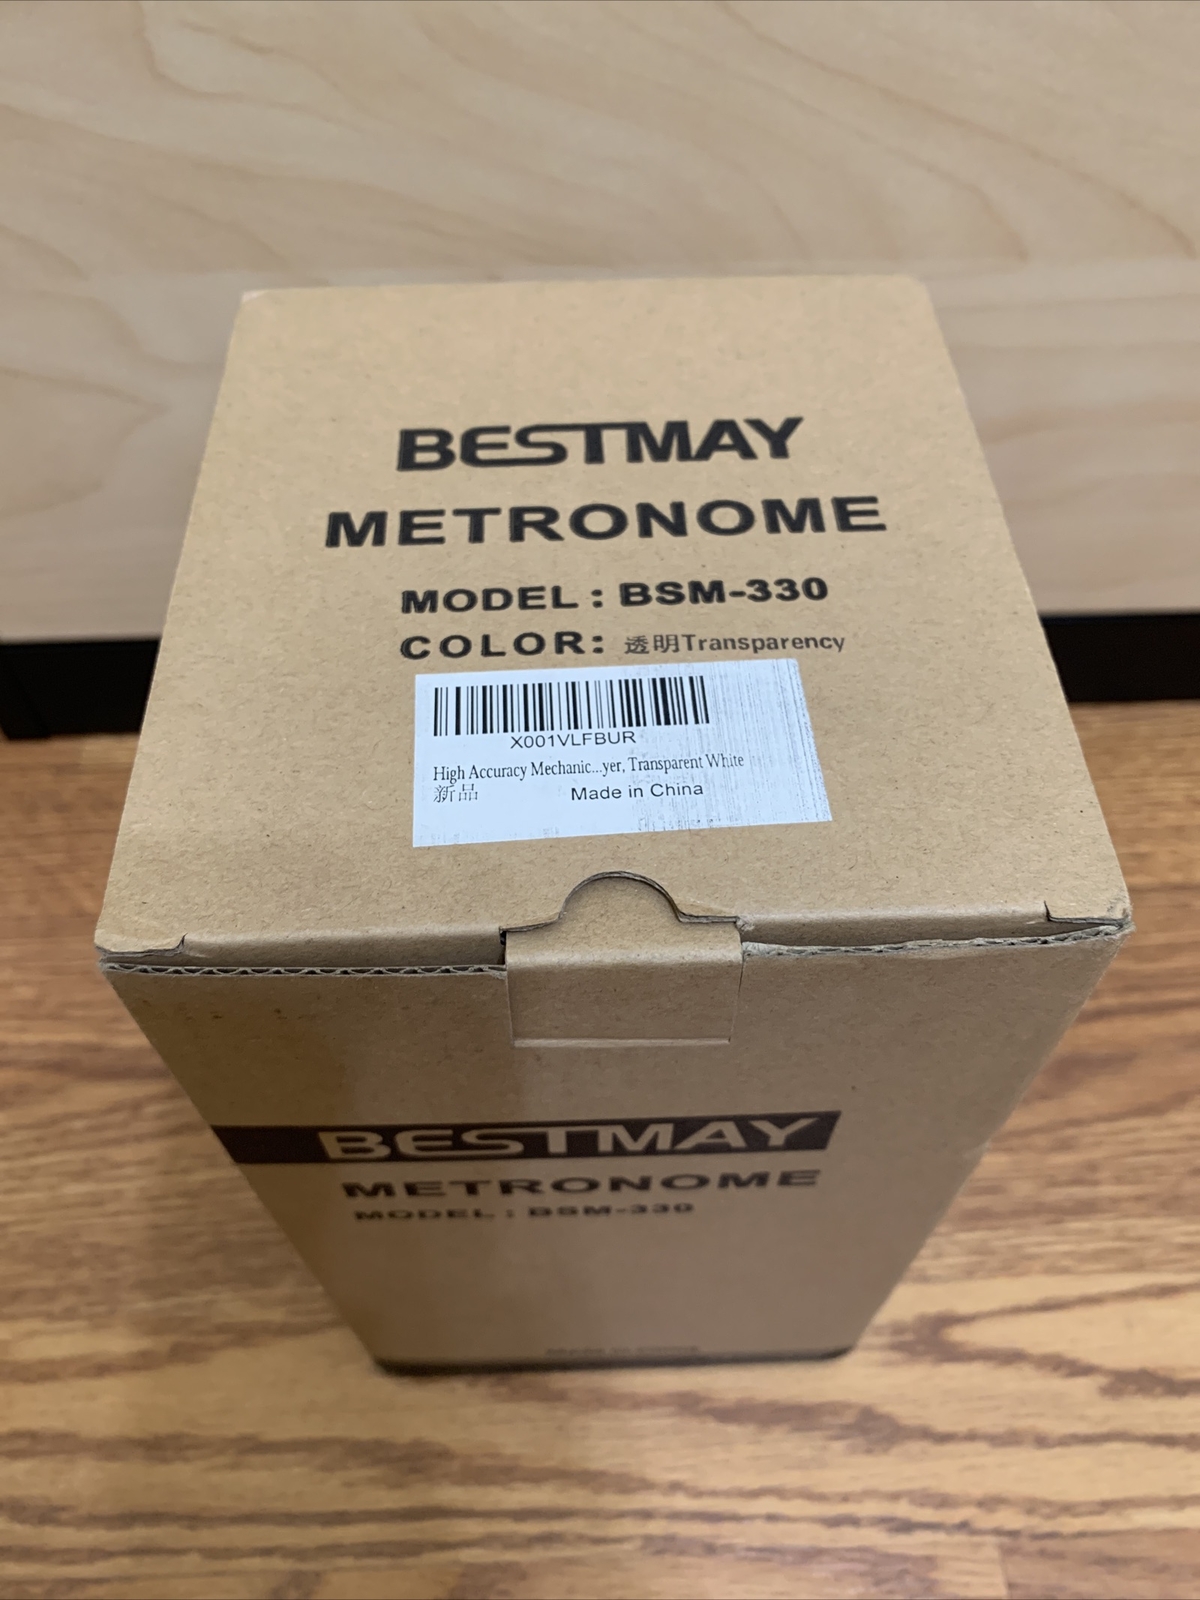 BESTMAY
METRONOME
MODEL : BSM-330
COLOR: 透明Transparency
X001VLFBUR
High Accuracy Mechanic...yer, Transparent White
新品 Made in China
BESTMAY
METRONOME
MODEL : BSM-330